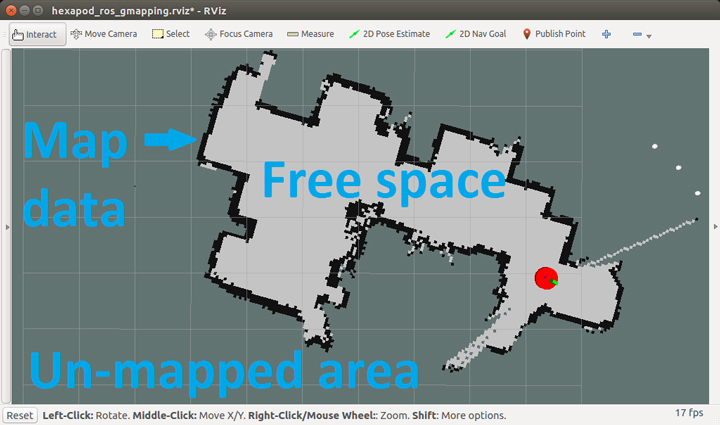 hexapod_ros_gmapping.rviz* - RViz
Interact Move Camera Select Focus Camera Measure 2D Pose Estimate 2D Nav Goal Publish Point
Map
data
Free space
Un-mapped area
Reset Left-Click: Rotate. Middle-Click: Move X/Y. Right-Click/Mouse Wheel:: Zoom. Shift: More options. 17 fps